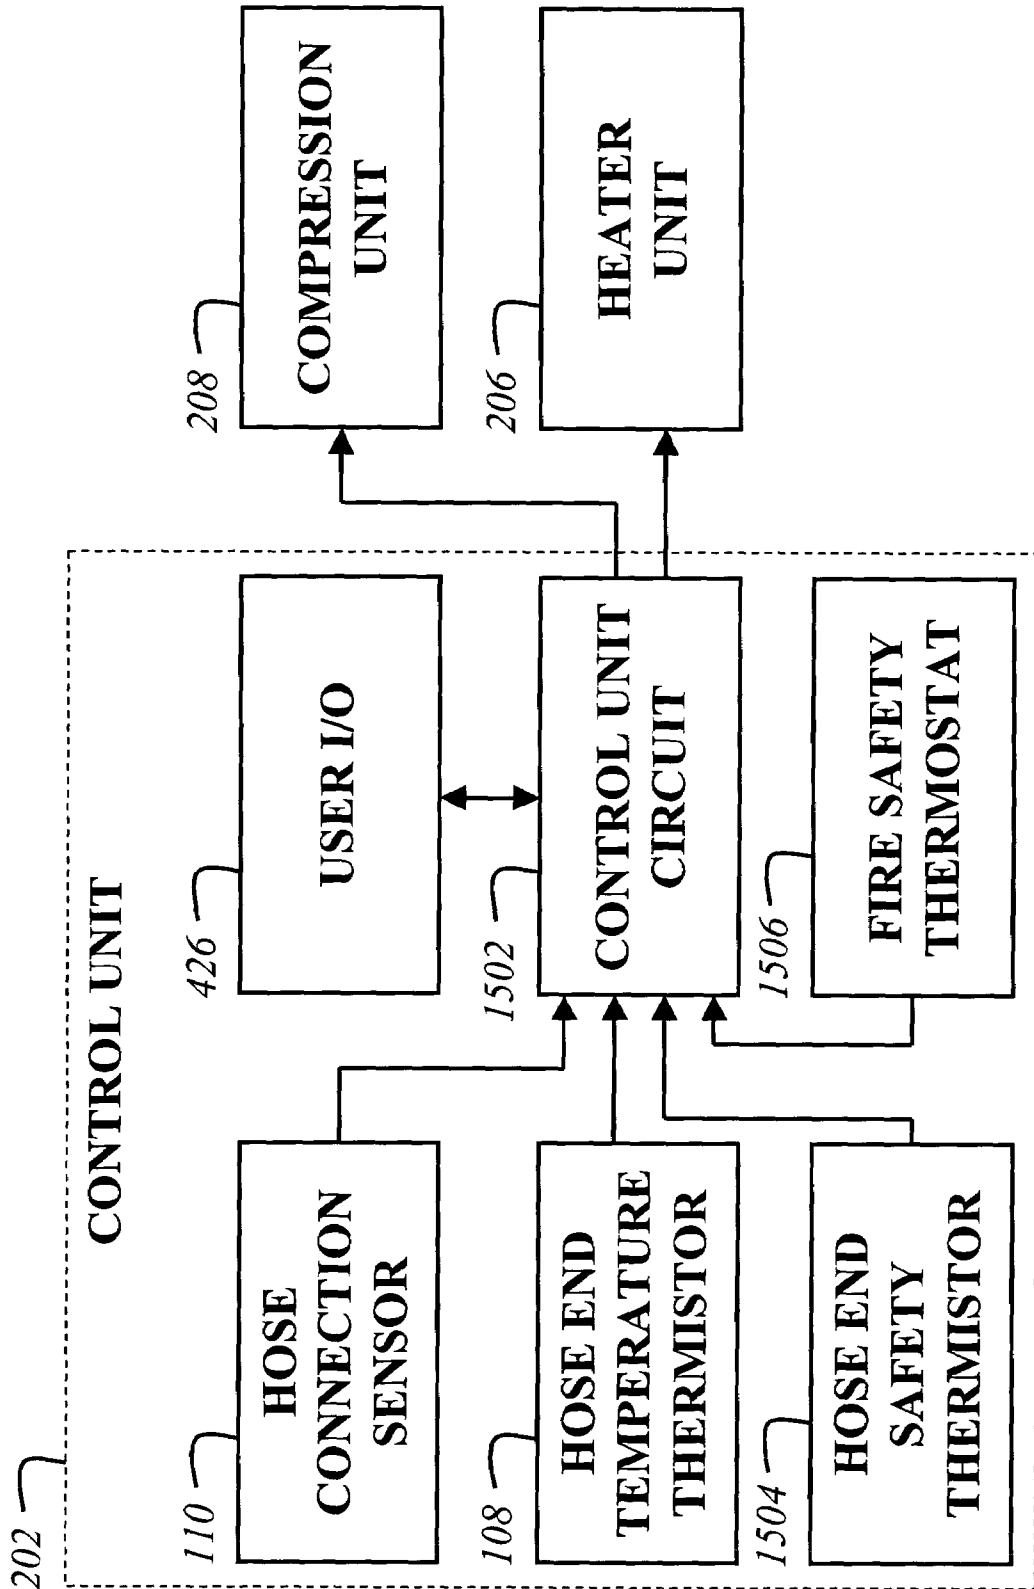 202
CONTROL UNIT
110
HOSE
CONNECTION
SENSOR
426
USER I/O
208
COMPRESSION
UNIT
108
HOSE END
TEMPERATURE
THERMISTOR
1502
CONTROL UNIT
CIRCUIT
206
HEATER
UNIT
1504
HOSE END
SAFETY
THERMISTOR
1506
FIRE SAFETY
THERMOSTAT